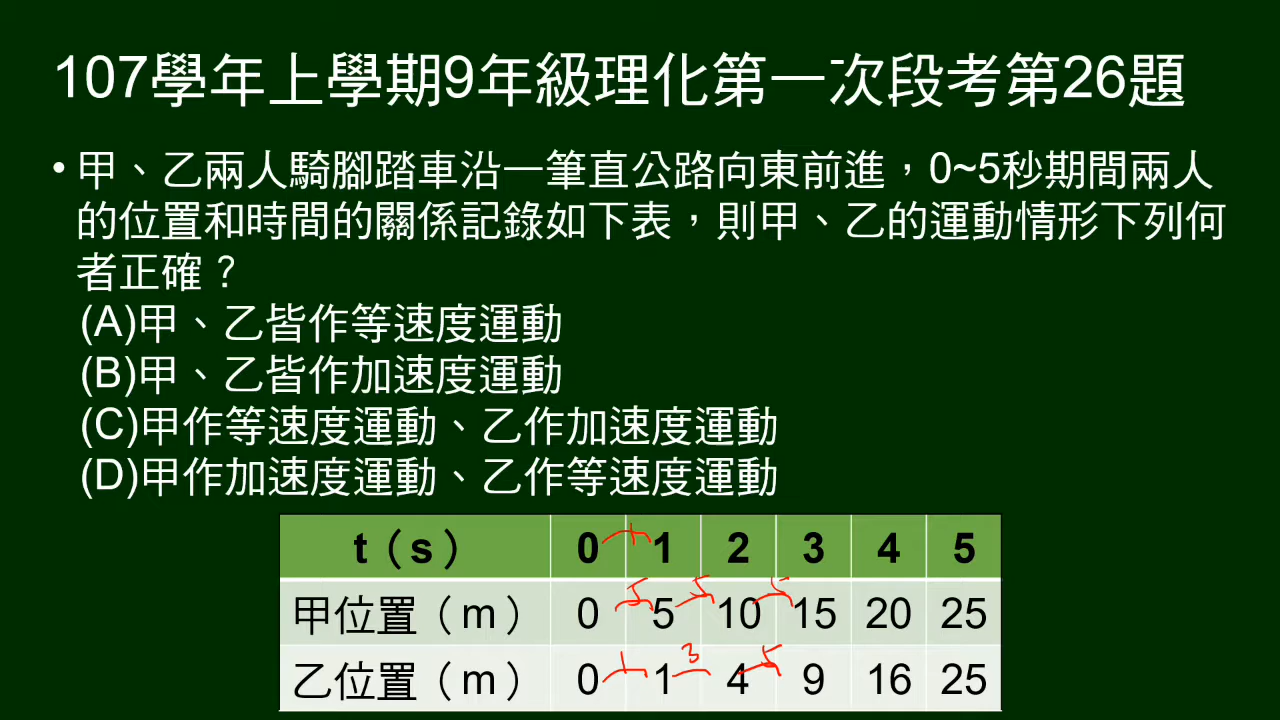 107學年上學期9年級理化第一次段考第26題
• 甲、乙兩人騎腳踏車沿一筆直公路向東前進，0~5秒期間兩人
的位置和時間的關係記錄如下表，則甲、乙的運動情形下列何
者正確？
(A)甲、乙皆作等速度運動
(B)甲、乙皆作加速度運動
(C)甲作等速度運動、乙作加速度運動
(D)甲作加速度運動、乙作等速度運動
t（s） 0 1 2 3 4 5
1
甲位置（m） 0 5 10 15 20 25
5 5 5
乙位置（m） 0 1 4 9 16 25
1 3 5